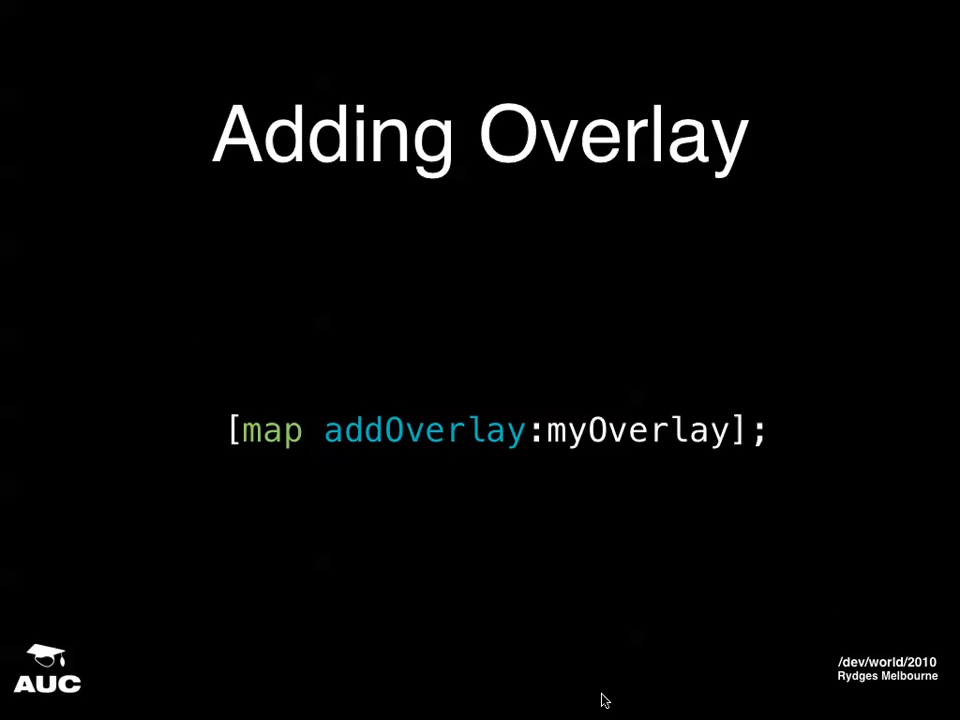 Adding Overlay
[map addOverlay:myOverlay];
AUC
/dev/world/2010
Rydges Melbourne